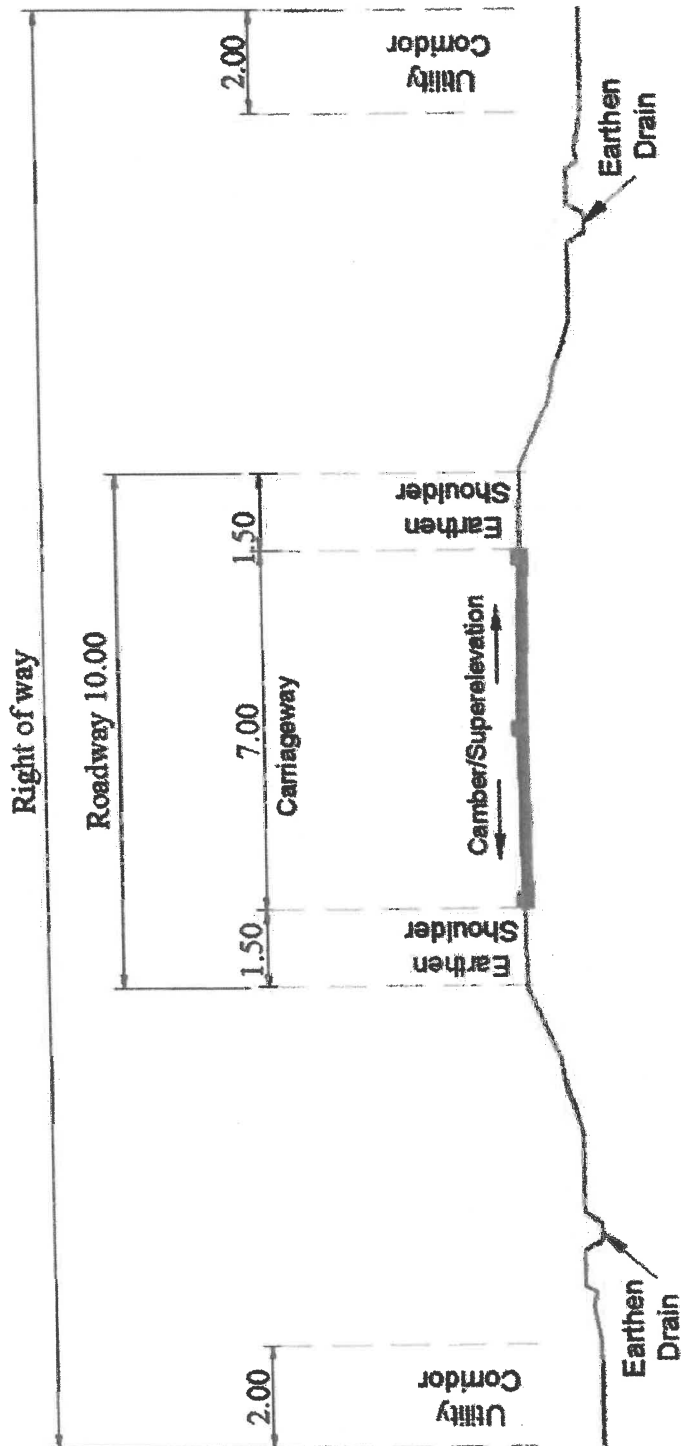 Right of way
Roadway 10.00
2.00
1.50
7.00
1.50
2.00
Carriageway
Utility
Corridor
Earthen
Shoulder
Camber/Superelevation
Earthen
Shoulder
Utility
Corridor
Earthen
Drain
Earthen
Drain